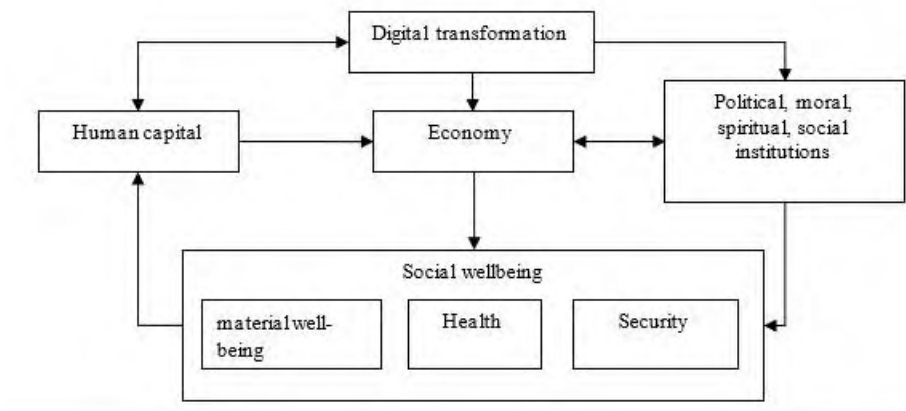 Digital transformation
Human capital
Economy
Political, moral,
spiritual, social
institutions
Social wellbeing
material well-
being
Health
Security